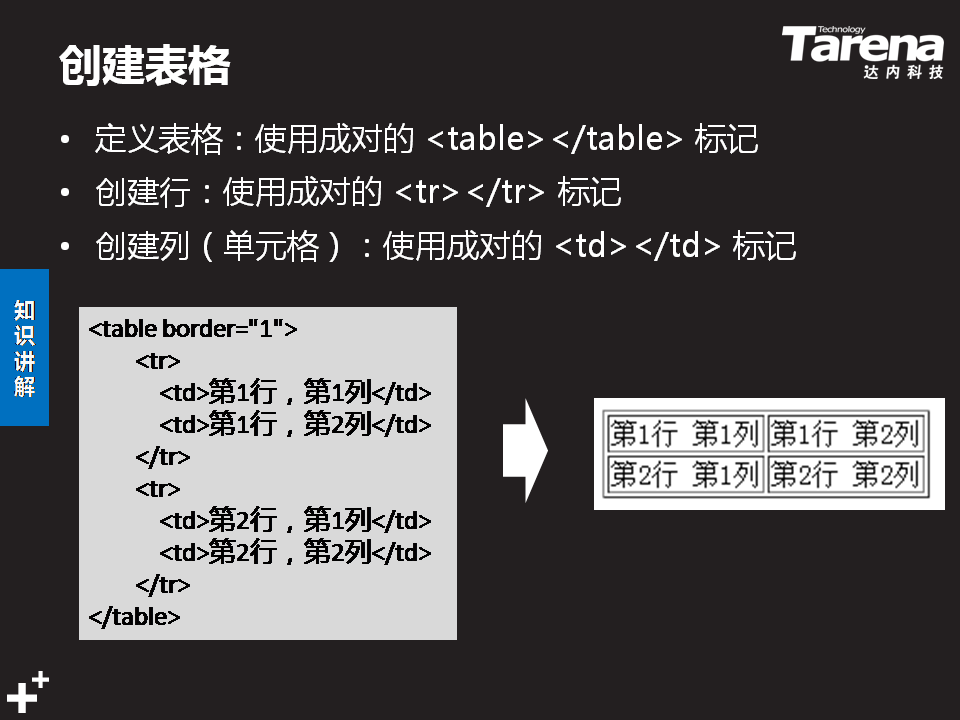 创建表格
Technology
Tarena
达内科技
• 定义表格：使用成对的 <table></table> 标记
• 创建行：使用成对的 <tr></tr> 标记
• 创建列（单元格）：使用成对的 <td></td> 标记
知识讲解
<table border="1">
<tr>
<td>第1行，第1列</td>
<td>第1行，第2列</td>
</tr>
<tr>
<td>第2行，第1列</td>
<td>第2行，第2列</td>
</tr>
</table>
第1行 第1列 第1行 第2列
第2行 第1列 第2行 第2列